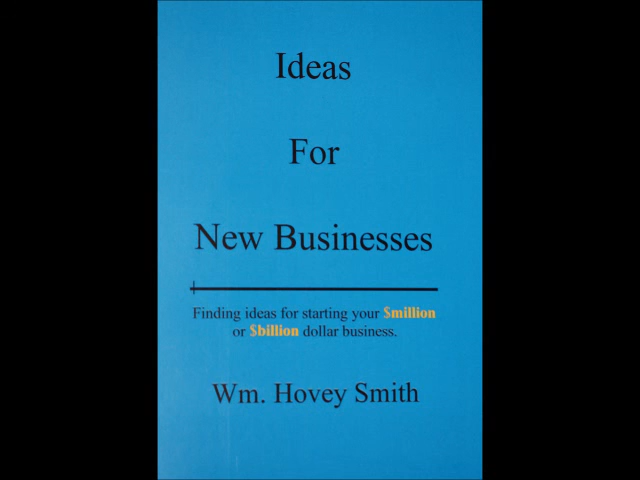 Ideas
For
New Businesses
Finding ideas for starting your $million
or $billion dollar business.
Wm. Hovey Smith